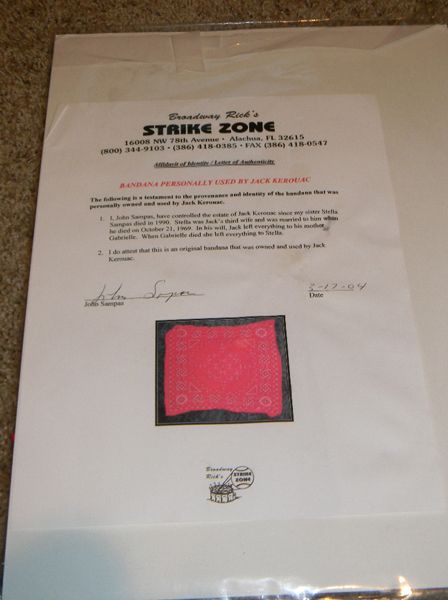 Broadway Rick's
STRIKE ZONE
16008 NW 78th Avenue • Alachua, FL 32615
(800) 344-9103 • (386) 418-0385 • FAX (386) 418-0547
Affidavit of Identity / Letter of Authenticity
BANDANA PERSONALLY USED BY JACK KEROUAC
The following is a testament to the provenance and identity of the bandana that was
personally owned and used by Jack Kerouac.
1. I, John Sampas, have controlled the estate of Jack Kerouac since my sister Stella
Sampas died in 1990. Stella was Jack's third wife and was married to him when
he died on October 21, 1969. In his will, Jack left everything to his mother
Gabrielle. When Gabrielle died she left everything to Stella.
2. I do attest that this is an original bandana that was owned and used by Jack
Kerouac.
John Sampas 3-17-04
John Sampas Date
Broadway
Rick's
STRIKE
ZONE